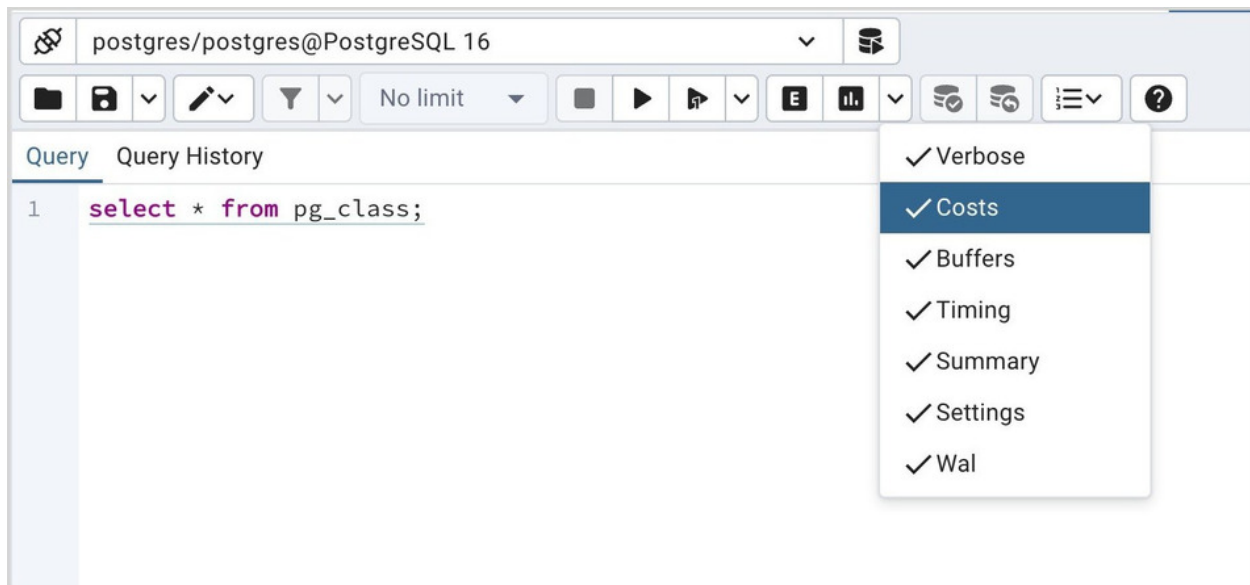 postgres/postgres@PostgreSQL 16
No limit
E
Query Query History
1 select * from pg_class;
Verbose
Costs
Buffers
Timing
Summary
Settings
Wal